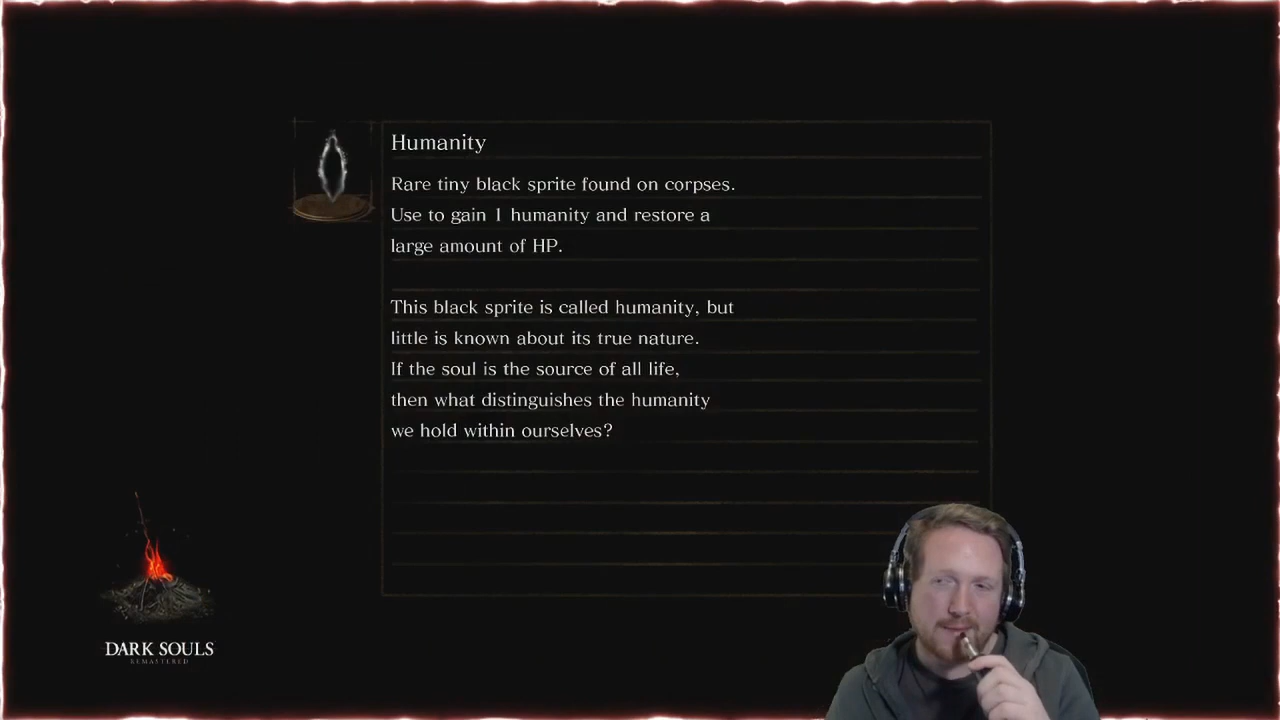 Humanity
Rare tiny black sprite found on corpses.
Use to gain 1 humanity and restore a
large amount of HP.
This black sprite is called humanity, but
little is known about its true nature.
If the soul is the source of all life,
then what distinguishes the humanity
we hold within ourselves?
DARK SOULS
REMASTERED